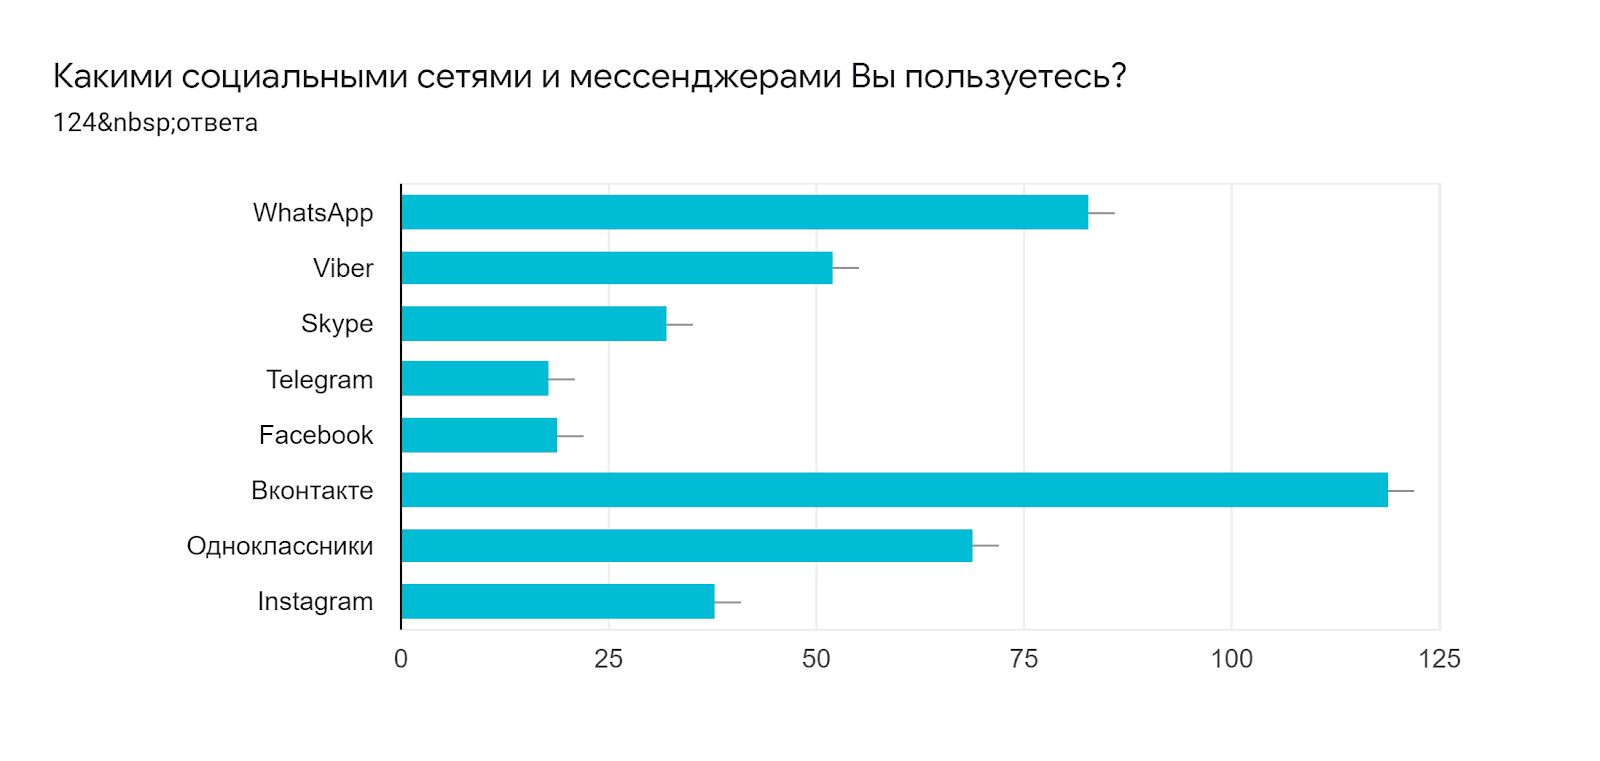 Какими социальными сетями и мессенджерами Вы пользуетесь?
124&nbsp;ответа
WhatsApp
Viber
Skype
Telegram
Facebook
Вконтакте
Одноклассники
Instagram
0 25 50 75 100 125